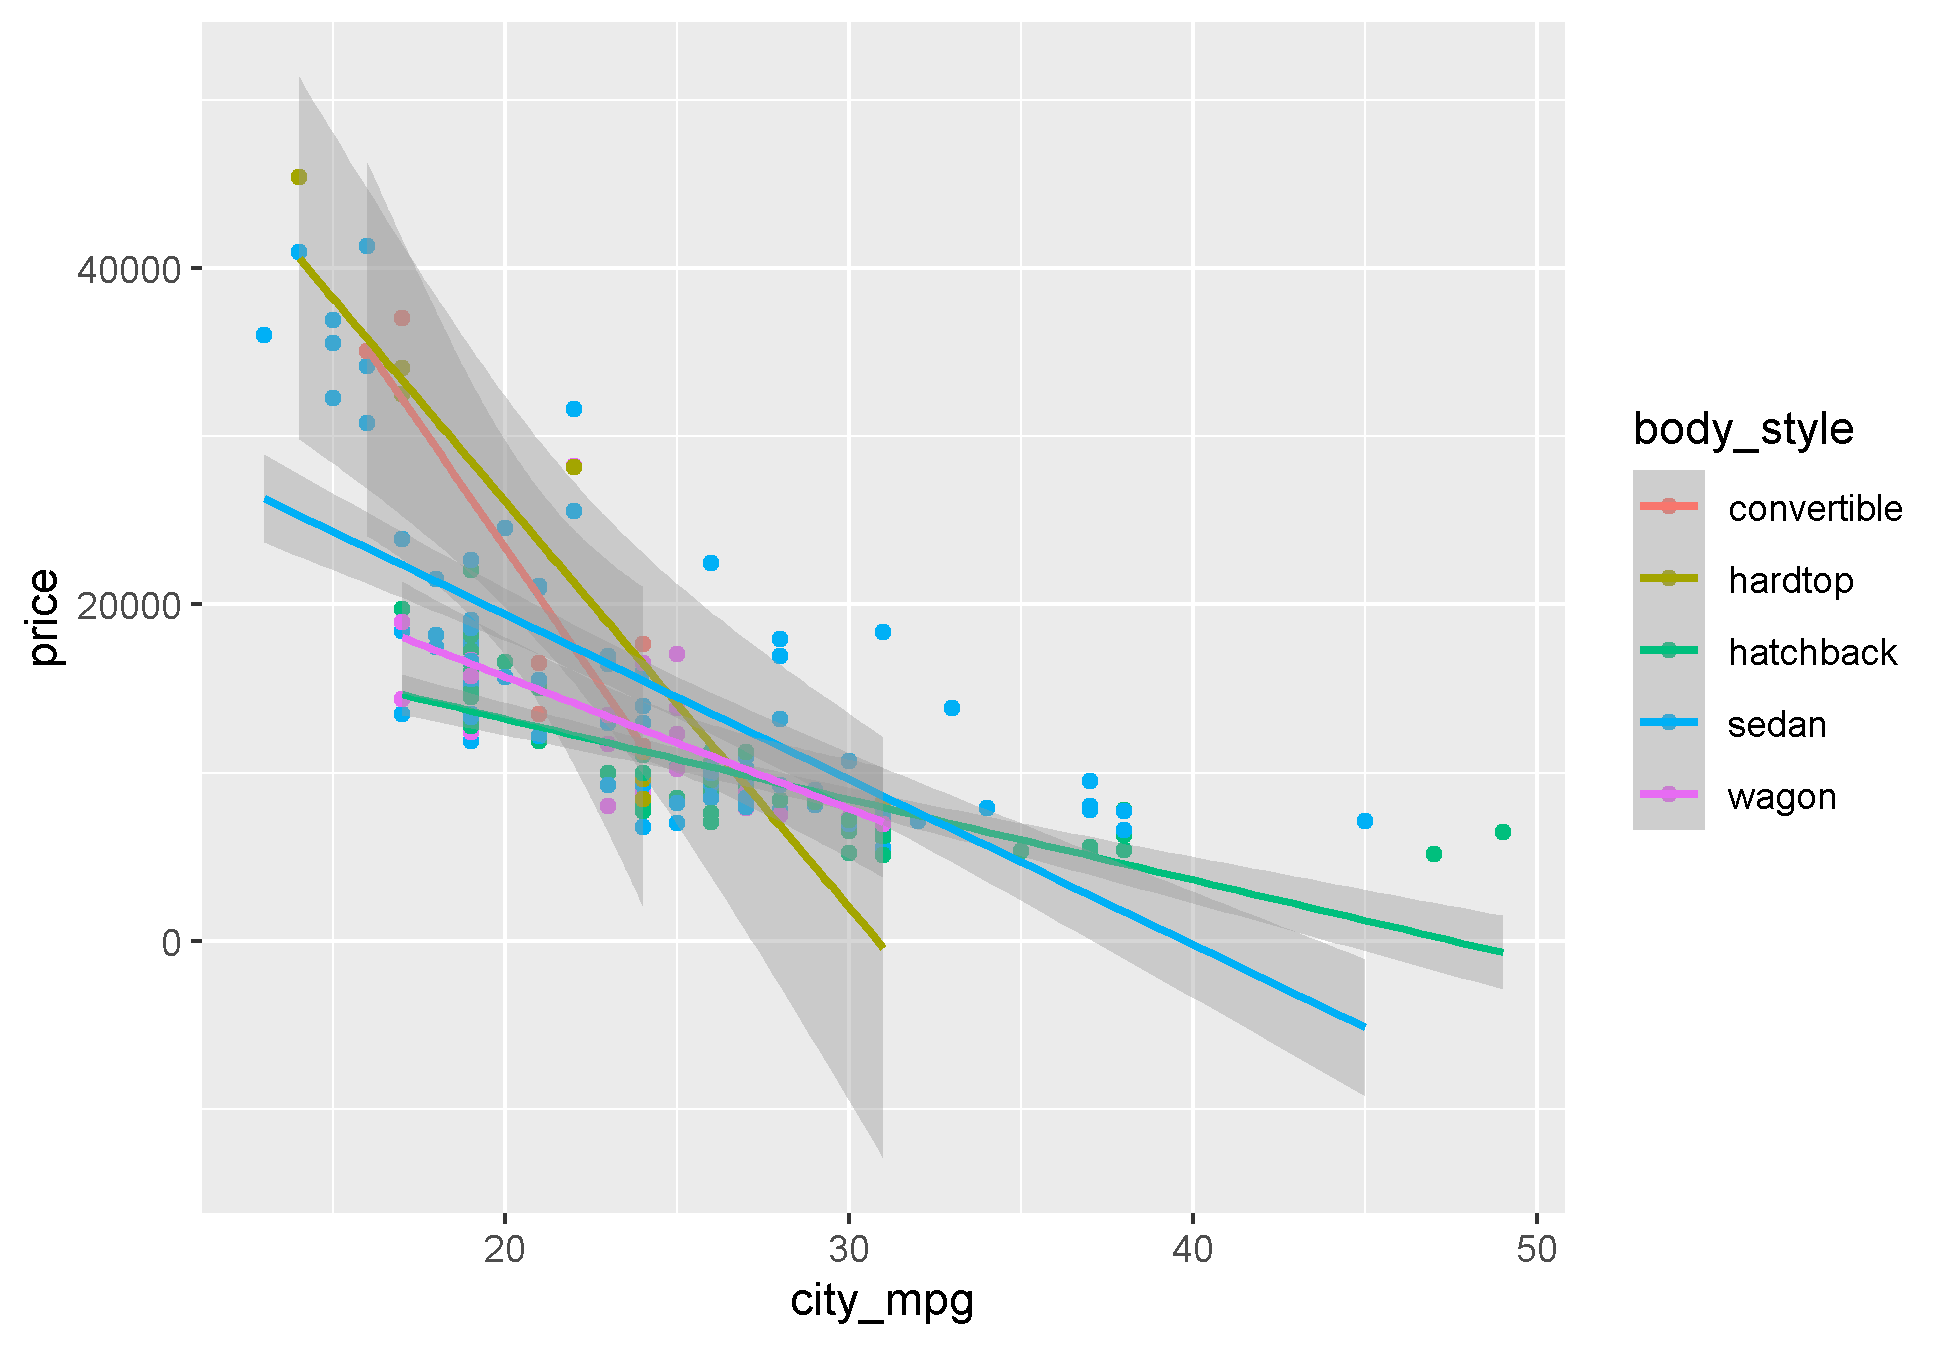 40000
20000
0
price
20
30
40
50
city_mpg
body_style
convertible
hardtop
hatchback
sedan
wagon